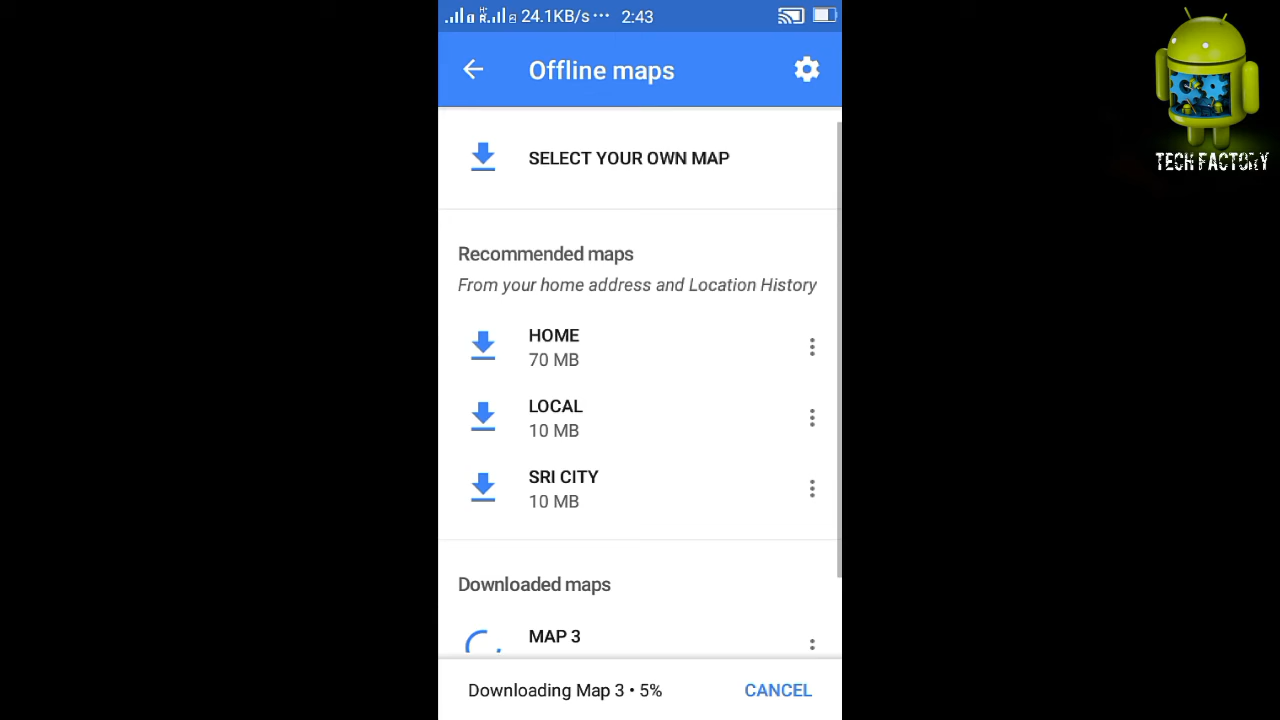 24.1KB/s ··· 2:43
Offline maps
SELECT YOUR OWN MAP
Recommended maps
From your home address and Location History
HOME
70 MB
LOCAL
10 MB
SRI CITY
10 MB
Downloaded maps
MAP 3
Downloading Map 3 • 5%
CANCEL
TECH FACTORY